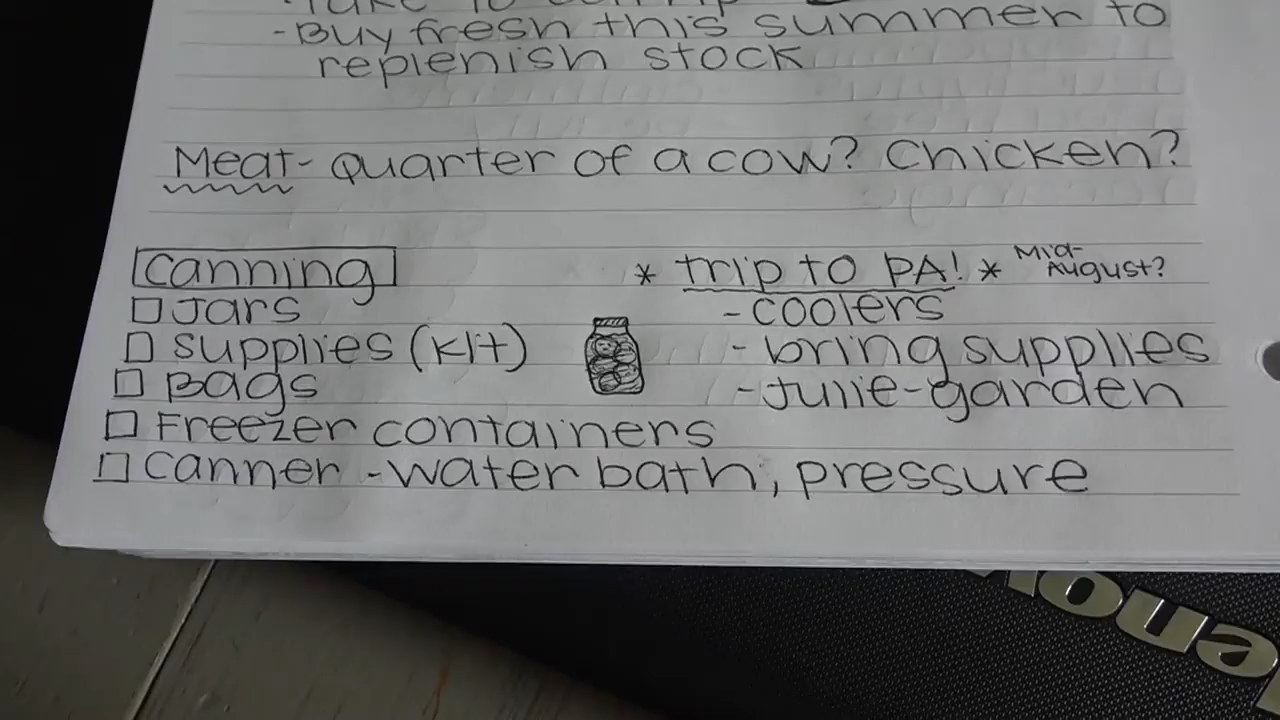 -Buy fresh this summer to
replenish stock
Meat- quarter of a cow? Chicken?
Canning
Jars
supplies (kit)
Bags
Freezer containers
Canner -water bath, pressure
* trip to PA! * Mid-
August?
-coolers
-bring supplies
-Julie-garden